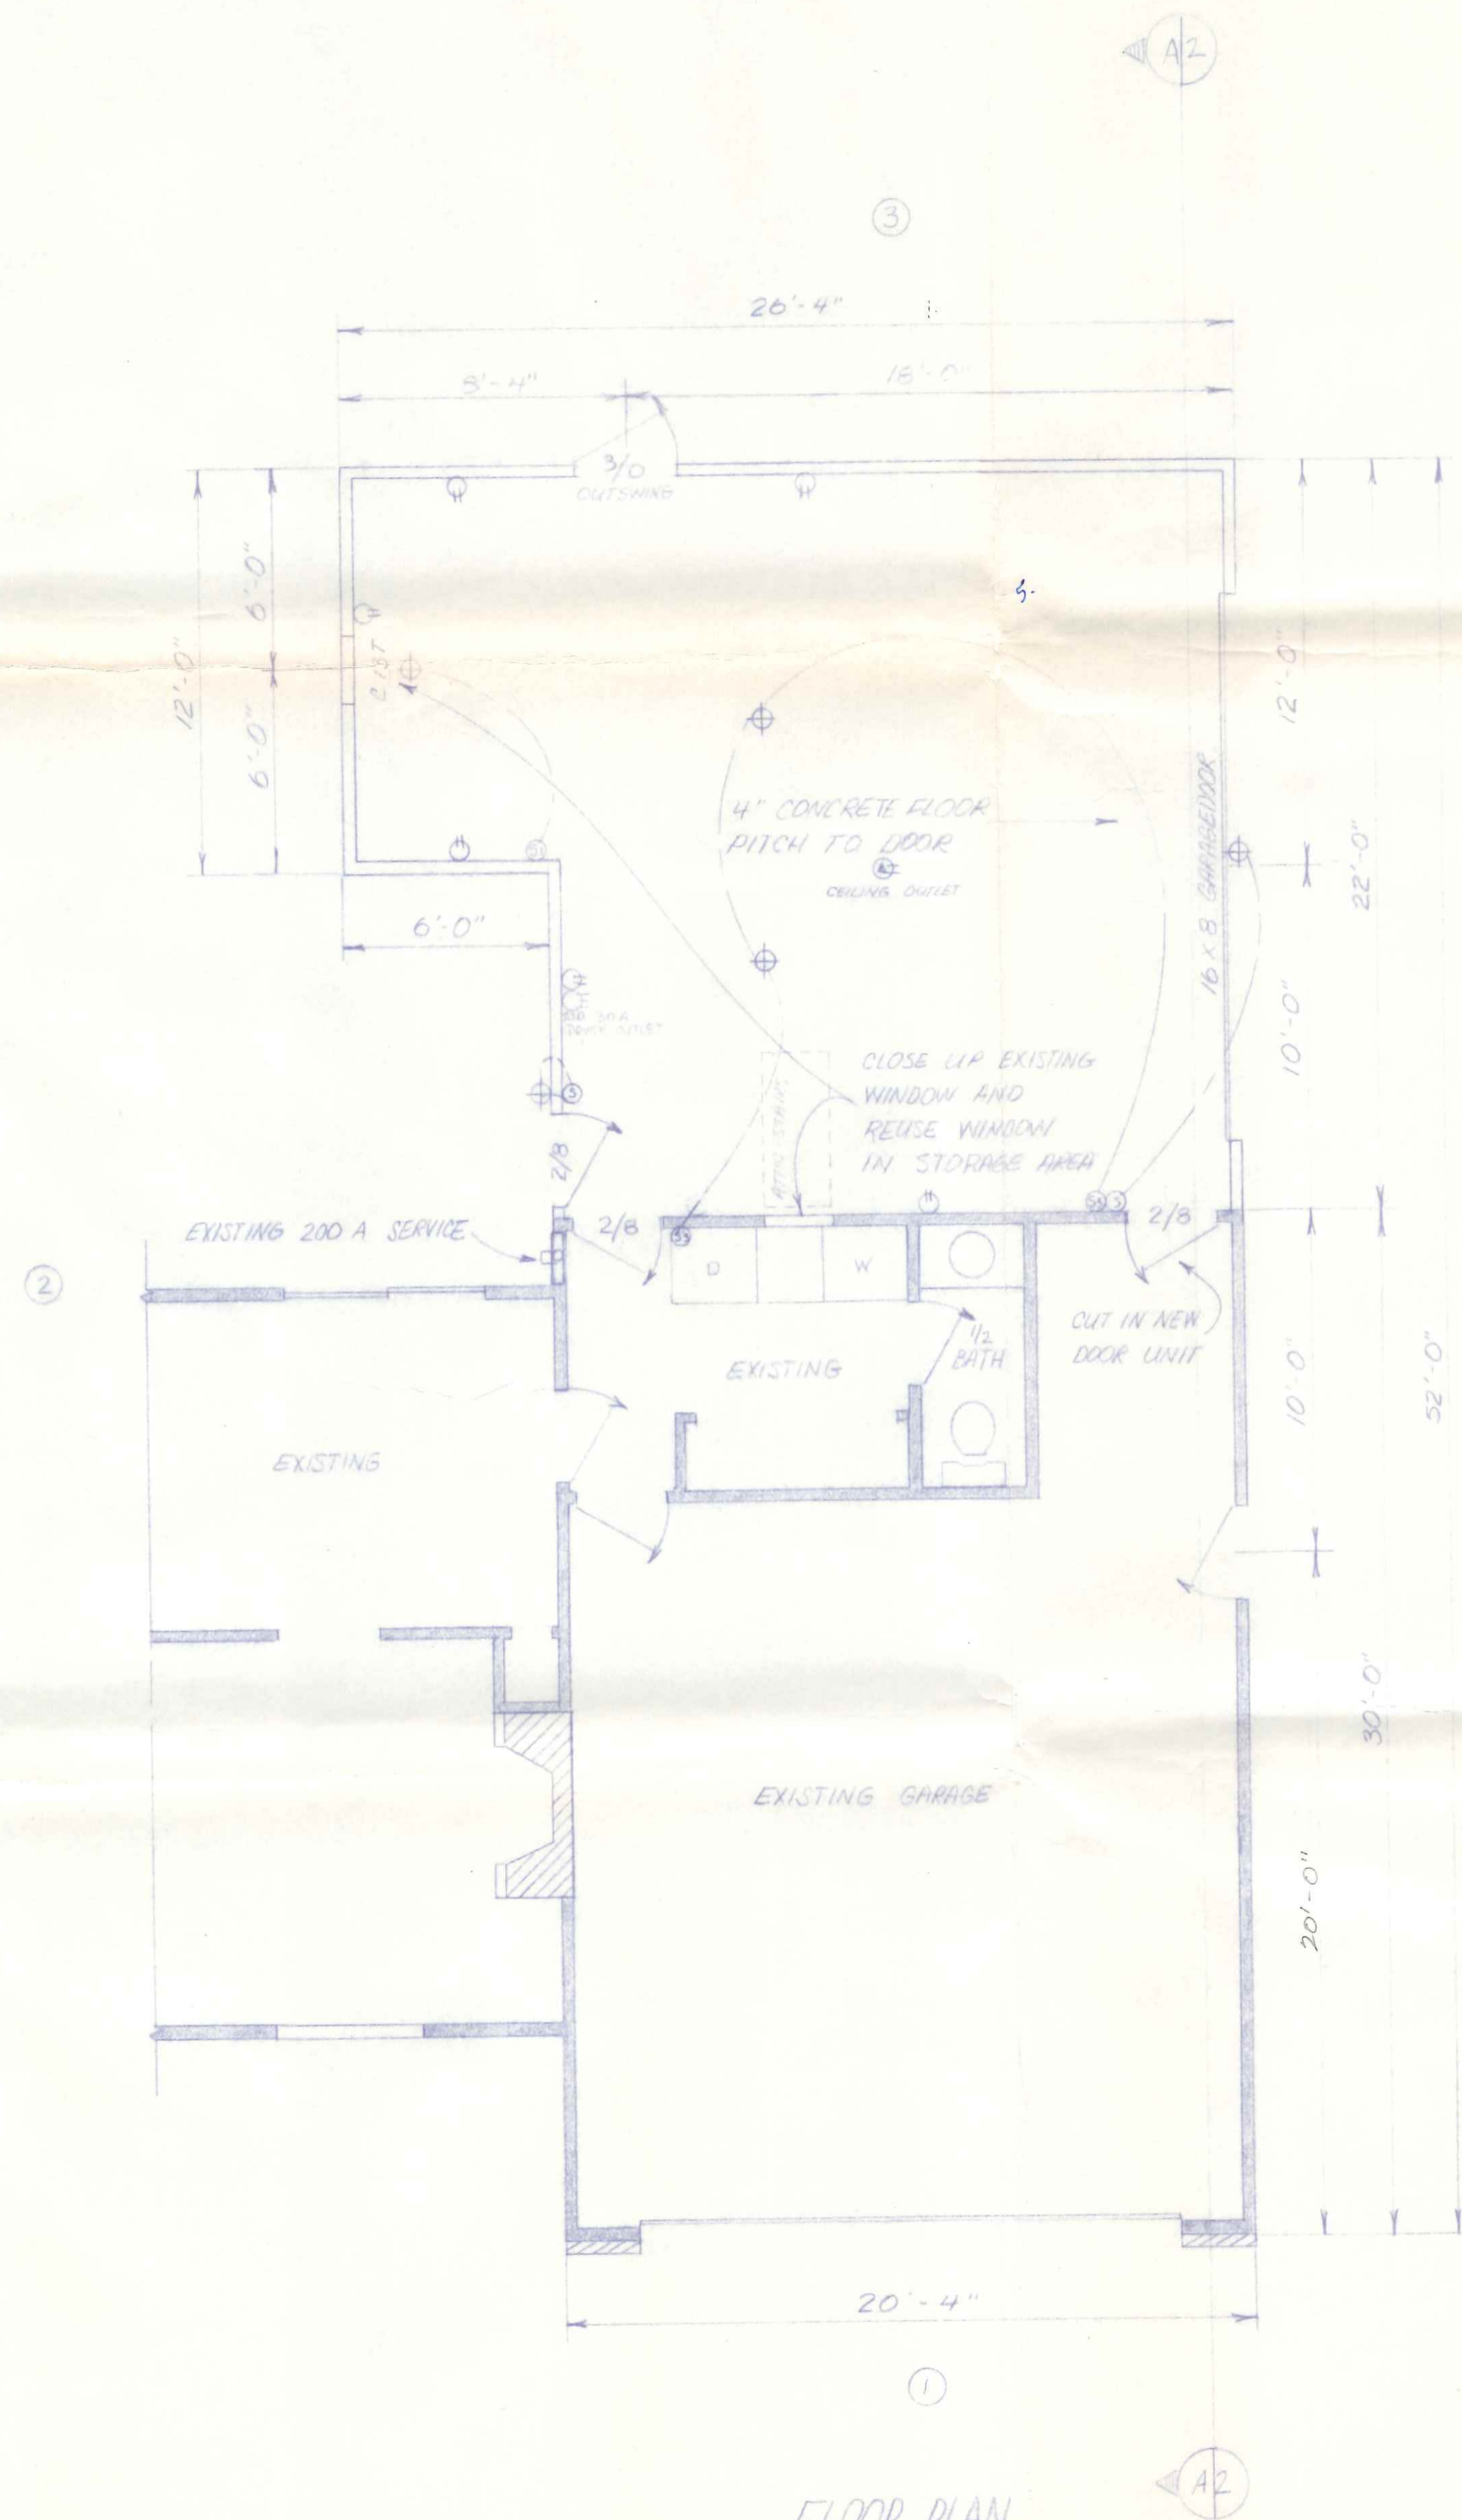 A2
3
26'-4"
8'-4"
18'-0"
3/0
OUTSWING
12'-0"
6'-0"
6'-0"
12'-0"
22'-0"
4" CONCRETE FLOOR
PITCH TO DOOR
CEILING OUTLET
16 x 8 GARAGE DOOR
6'-0"
10'-0"
CLOSE UP EXISTING
WINDOW AND
REUSE WINDOW
IN STORAGE AREA
ATTIC STAIRS
2/8
S
S3
S3
S
EXISTING 200 A SERVICE
2/8
2/8
2
D
W
1/2
BATH
CUT IN NEW
DOOR UNIT
EXISTING
EXISTING
10'-0"
52'-0"
30'-0"
EXISTING GARAGE
20'-0"
20'-4"
1
A2
FLOOR PLAN